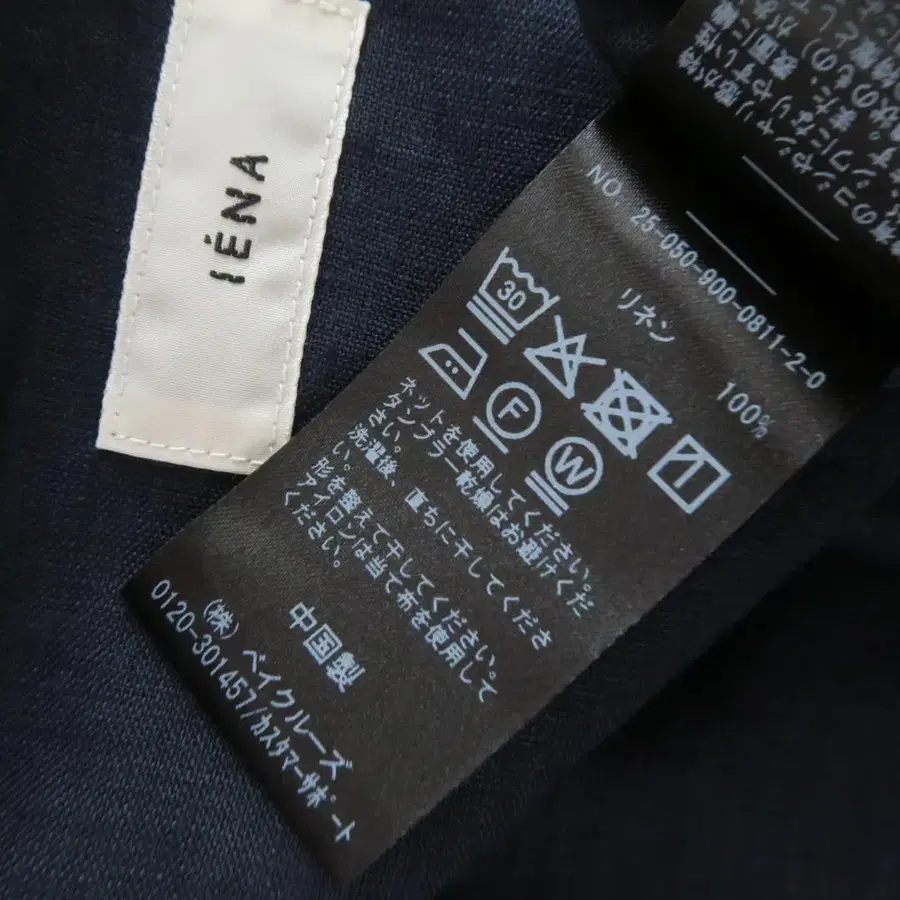 IÉNA
NO. 25-050-900-0811-2-0
リネン 100%
30
F
W
ネットを使用してください。
タンブラー乾燥はお避けくだ
さい。
洗濯後、直ちに干してくださ
い。
形を整えて干してください。
アイロンは当て布を使用して
ください。
中国製
(株)ベイクルーズ
0120-301457/カスタマーサポート